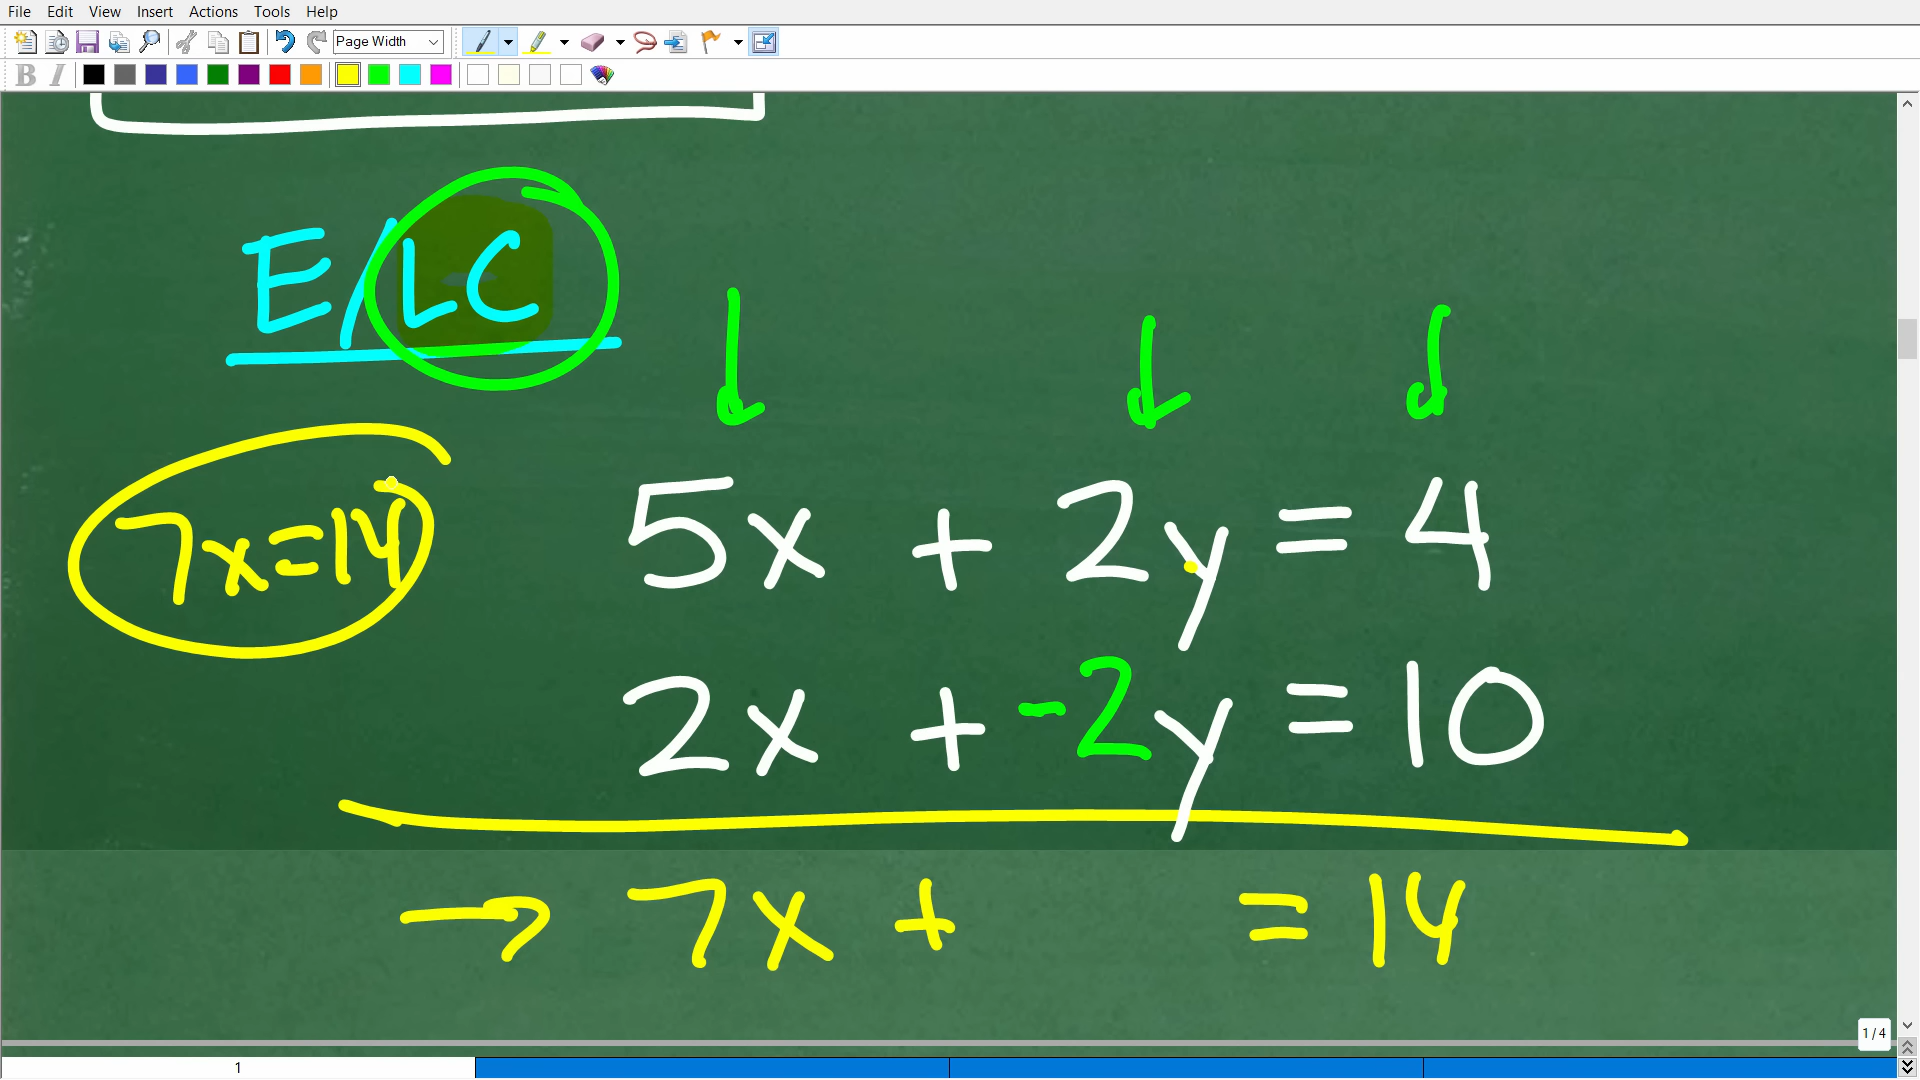 File Edit View Insert Actions Tools Help
Page Width
B I
E/LC
7x=14
5x + 2y = 4
2x + -2y = 10
→ 7x + = 14
1 / 4
1